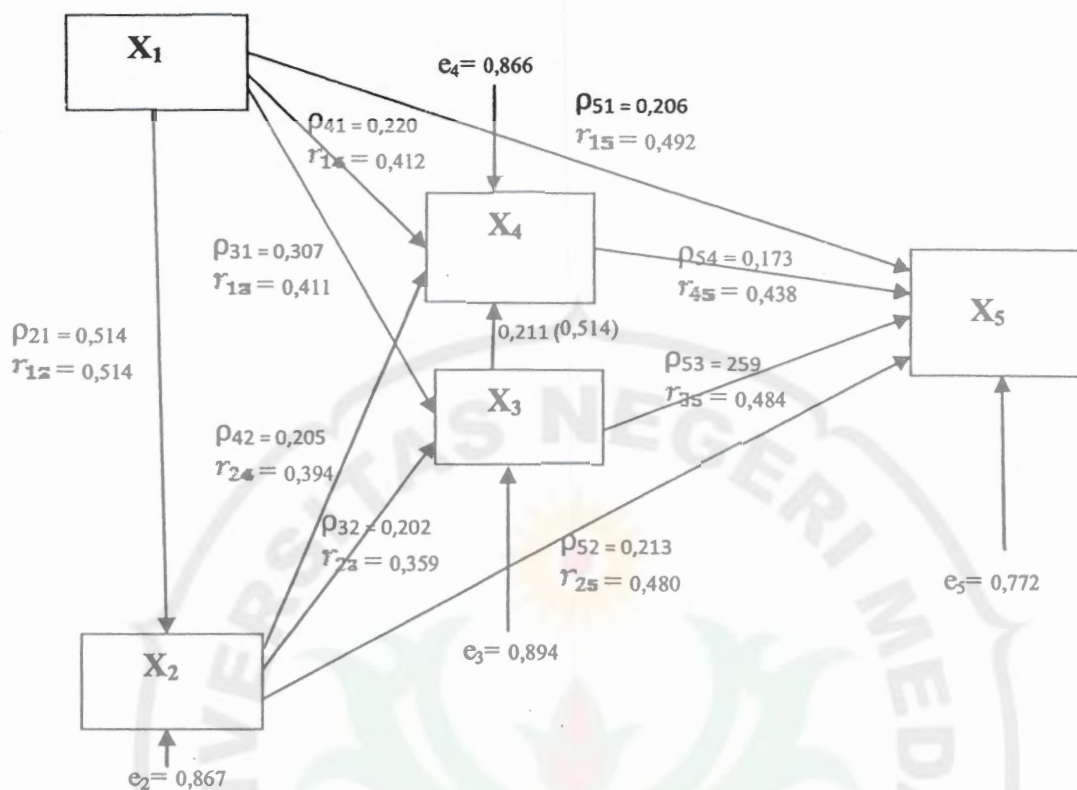 X₁
e₄= 0,866
ρ51 = 0,206
r₁₅ = 0,492
ρ41 = 0,220
r₁₄ = 0,412
X₄
ρ31 = 0,307
r₁₃ = 0,411
ρ54 = 0,173
r₄₅ = 0,438
X₅
ρ21 = 0,514
r₁₂ = 0,514
0,211 (0,514)
ρ53 = 259
r₃₅ = 0,484
X₃
ρ42 = 0,205
r₂₄ = 0,394
ρ32 = 0,202
r₂₃ = 0,359
ρ52 = 0,213
r₂₅ = 0,480
e₅= 0,772
e₃= 0,894
X₂
e₂= 0,867
UNIVERSITAS NEGERI MEDA